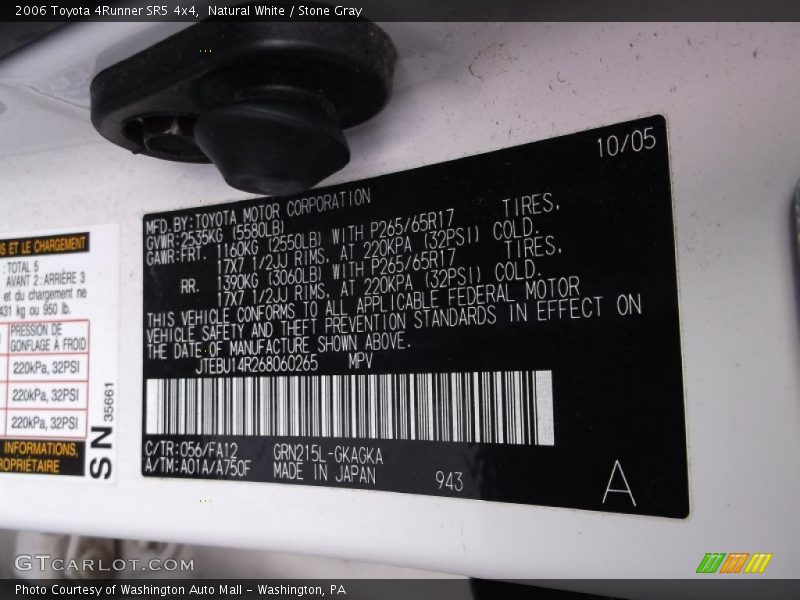 2006 Toyota 4Runner SR5 4x4, Natural White / Stone Gray
10/05
MFD.BY:TOYOTA MOTOR CORPORATION
GVWR:2535KG (5580LB)
GAWR:FRT. 1160KG (2550LB) WITH P265/65R17 TIRES,
17X7 1/2JJ RIMS, AT 220KPA (32PSI) COLD.
RR. 1390KG (3060LB) WITH P265/65R17 TIRES,
17X7 1/2JJ RIMS, AT 220KPA (32PSI) COLD.
THIS VEHICLE CONFORMS TO ALL APPLICABLE FEDERAL MOTOR
VEHICLE SAFETY AND THEFT PREVENTION STANDARDS IN EFFECT ON
THE DATE OF MANUFACTURE SHOWN ABOVE.
JTEBU14R268060265 MPV
C/TR:056/FA12 GRN215L-GKAGKA
A/TM:A01A/A750F MADE IN JAPAN 943 A
ET LE CHARGEMENT
:TOTAL 5
AVANT 2:ARRIÈRE 3
et du chargement ne
431 kg ou 950 lb.
PRESSION DE
GONFLAGE À FROID
220kPa, 32PSI
220kPa, 32PSI
220kPa, 32PSI
INFORMATIONS,
SN 35661
GTCarLot.com
Photo Courtesy of Washington Auto Mall - Washington, PA